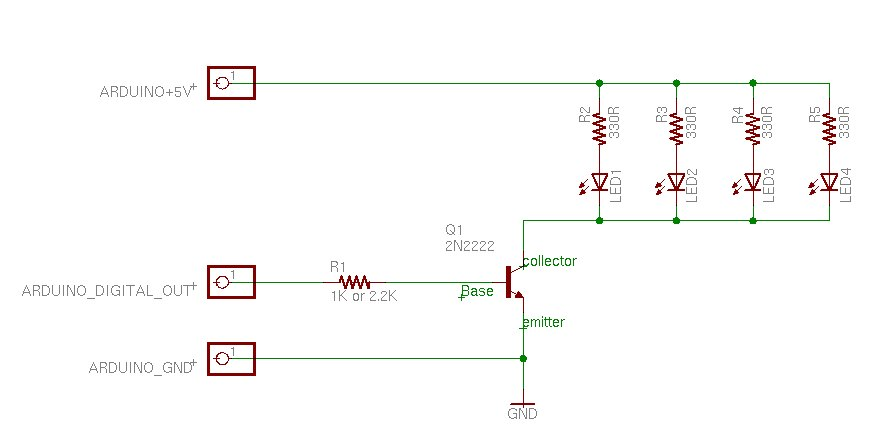 ARDUINO+5V
1
R2
330R
R3
330R
R4
330R
R5
330R
LED1
LED2
LED3
LED4
Q1
2N2222
collector
ARDUINO_DIGITAL_OUT
1
R1
1K or 2.2K
Base
emitter
ARDUINO_GND
1
GND